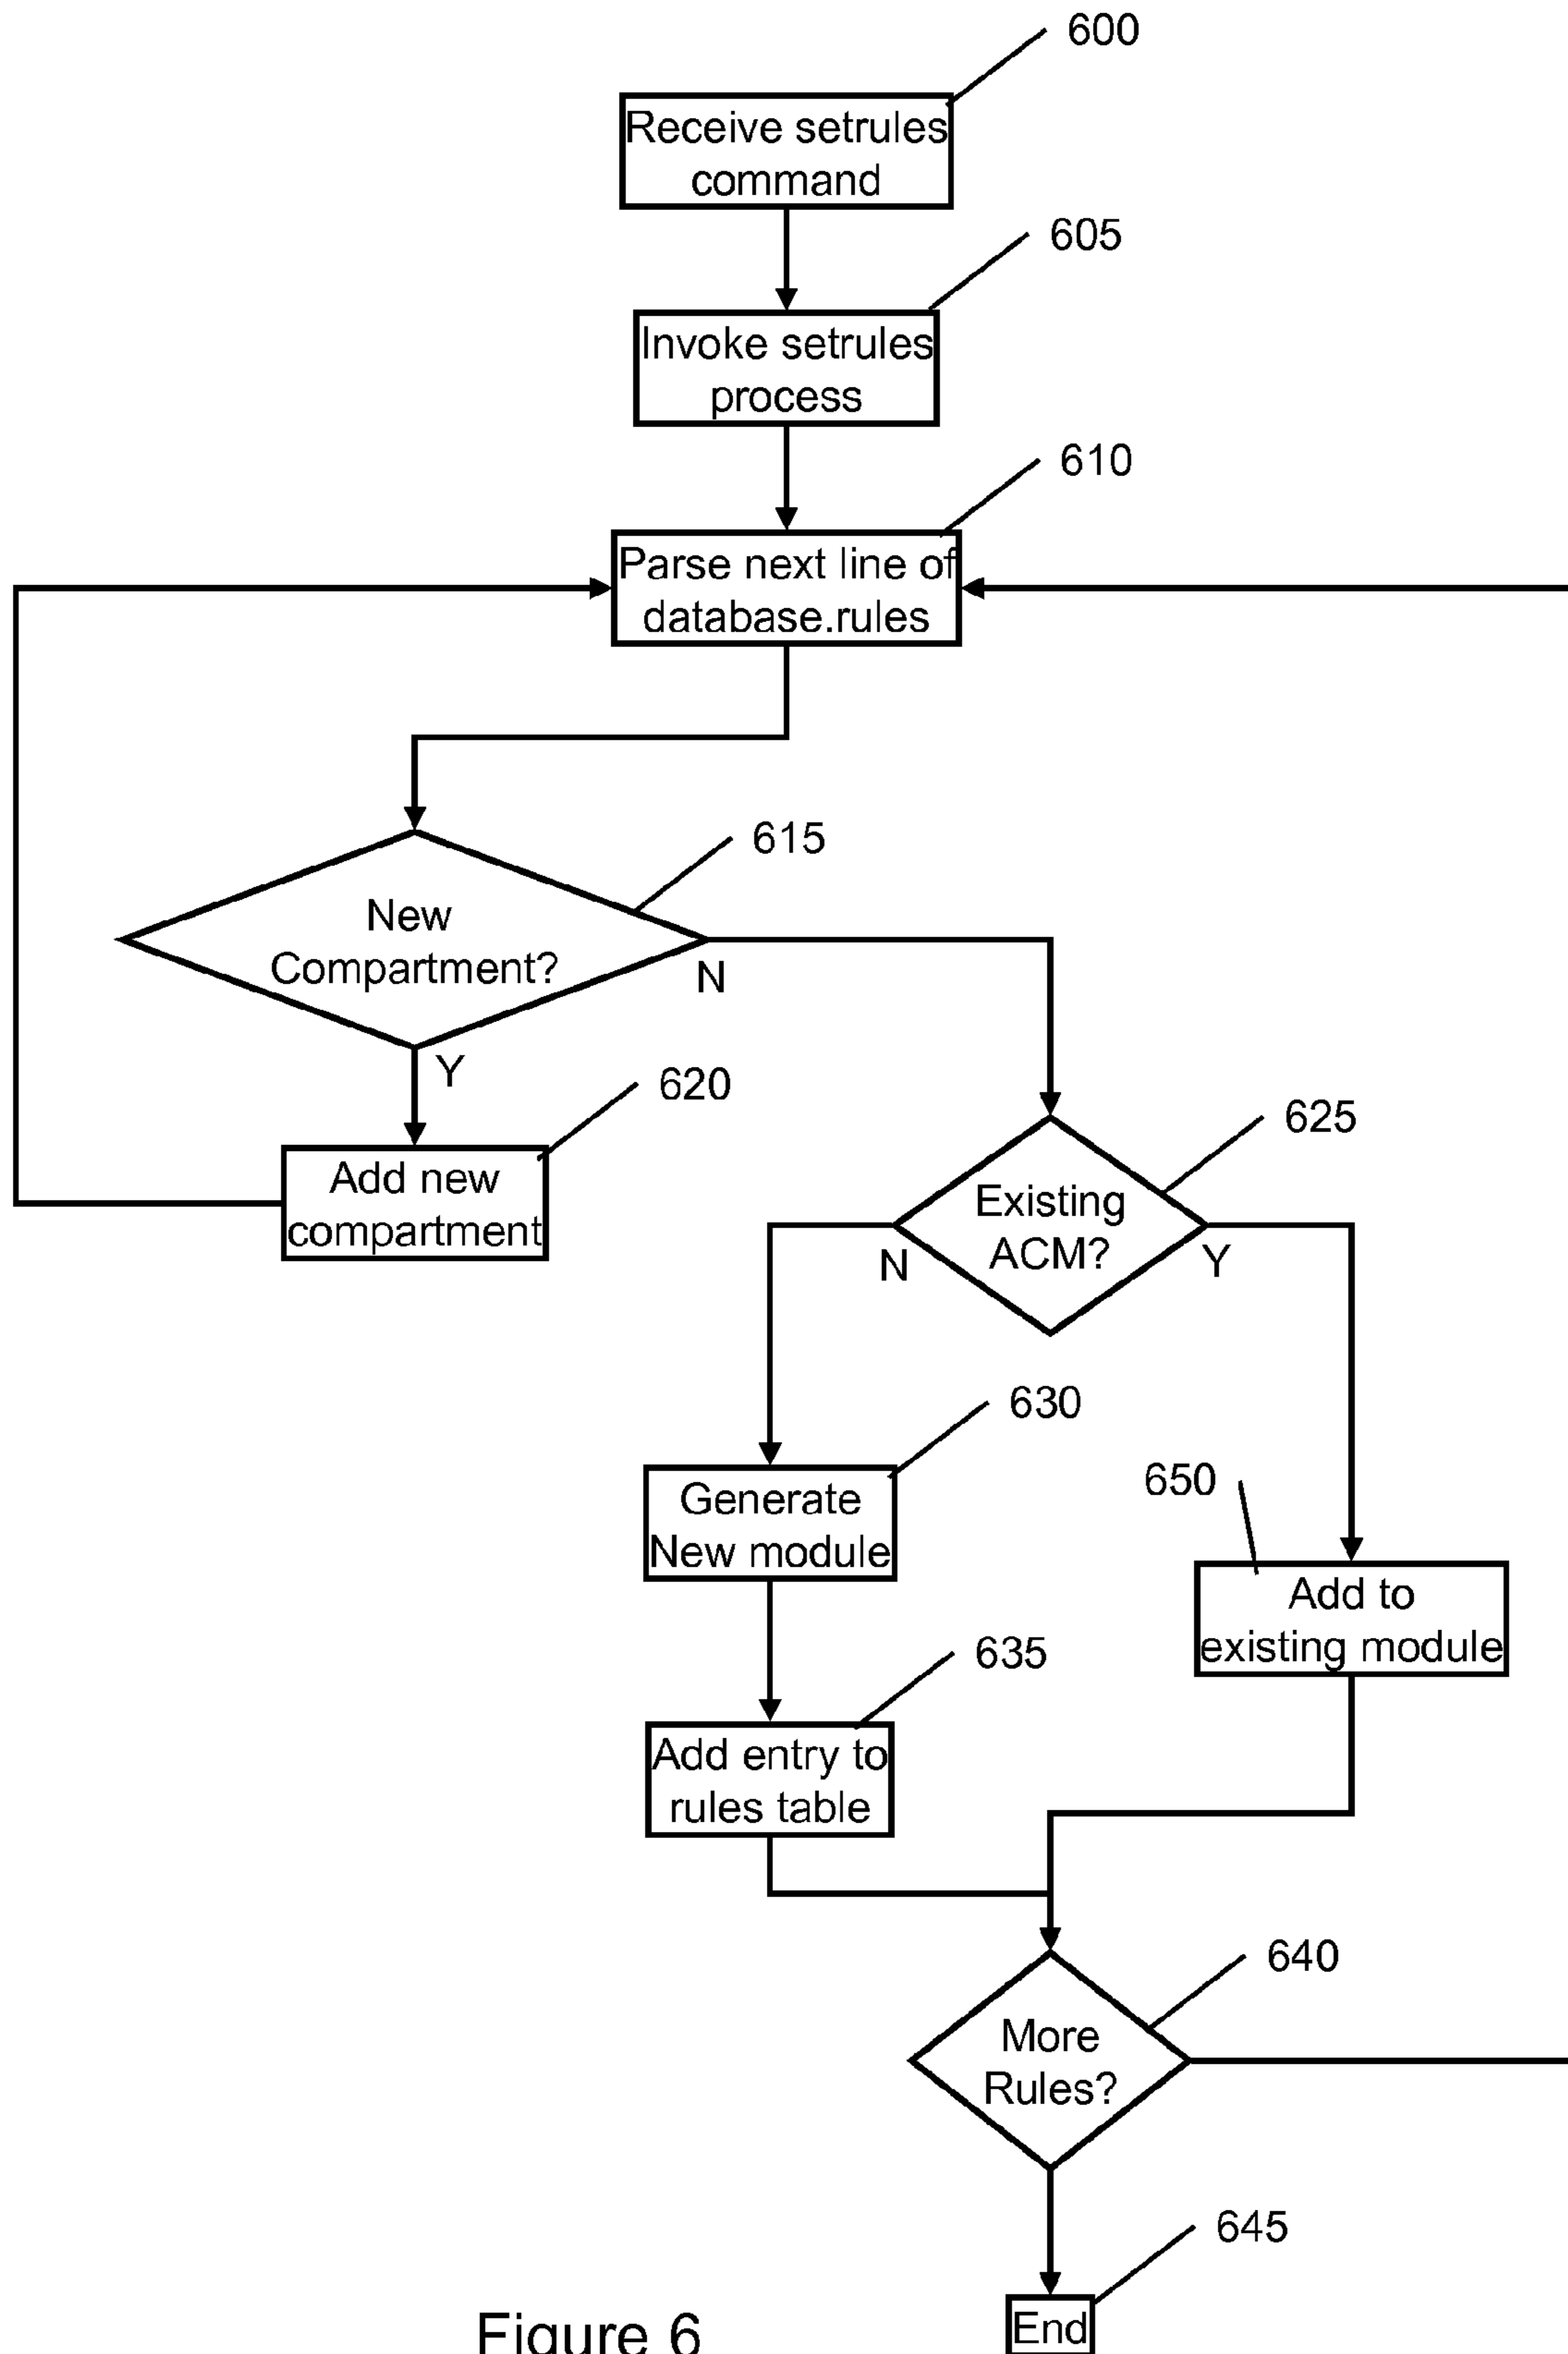 600
Receive setrules
command
605
Invoke setrules
process
610
Parse next line of
database.rules
615
New
Compartment?
N
Y
620
Add new
compartment
625
Existing
ACM?
N
Y
630
Generate
New module
650
Add to
existing module
635
Add entry to
rules table
640
More
Rules?
645
End
Figure 6